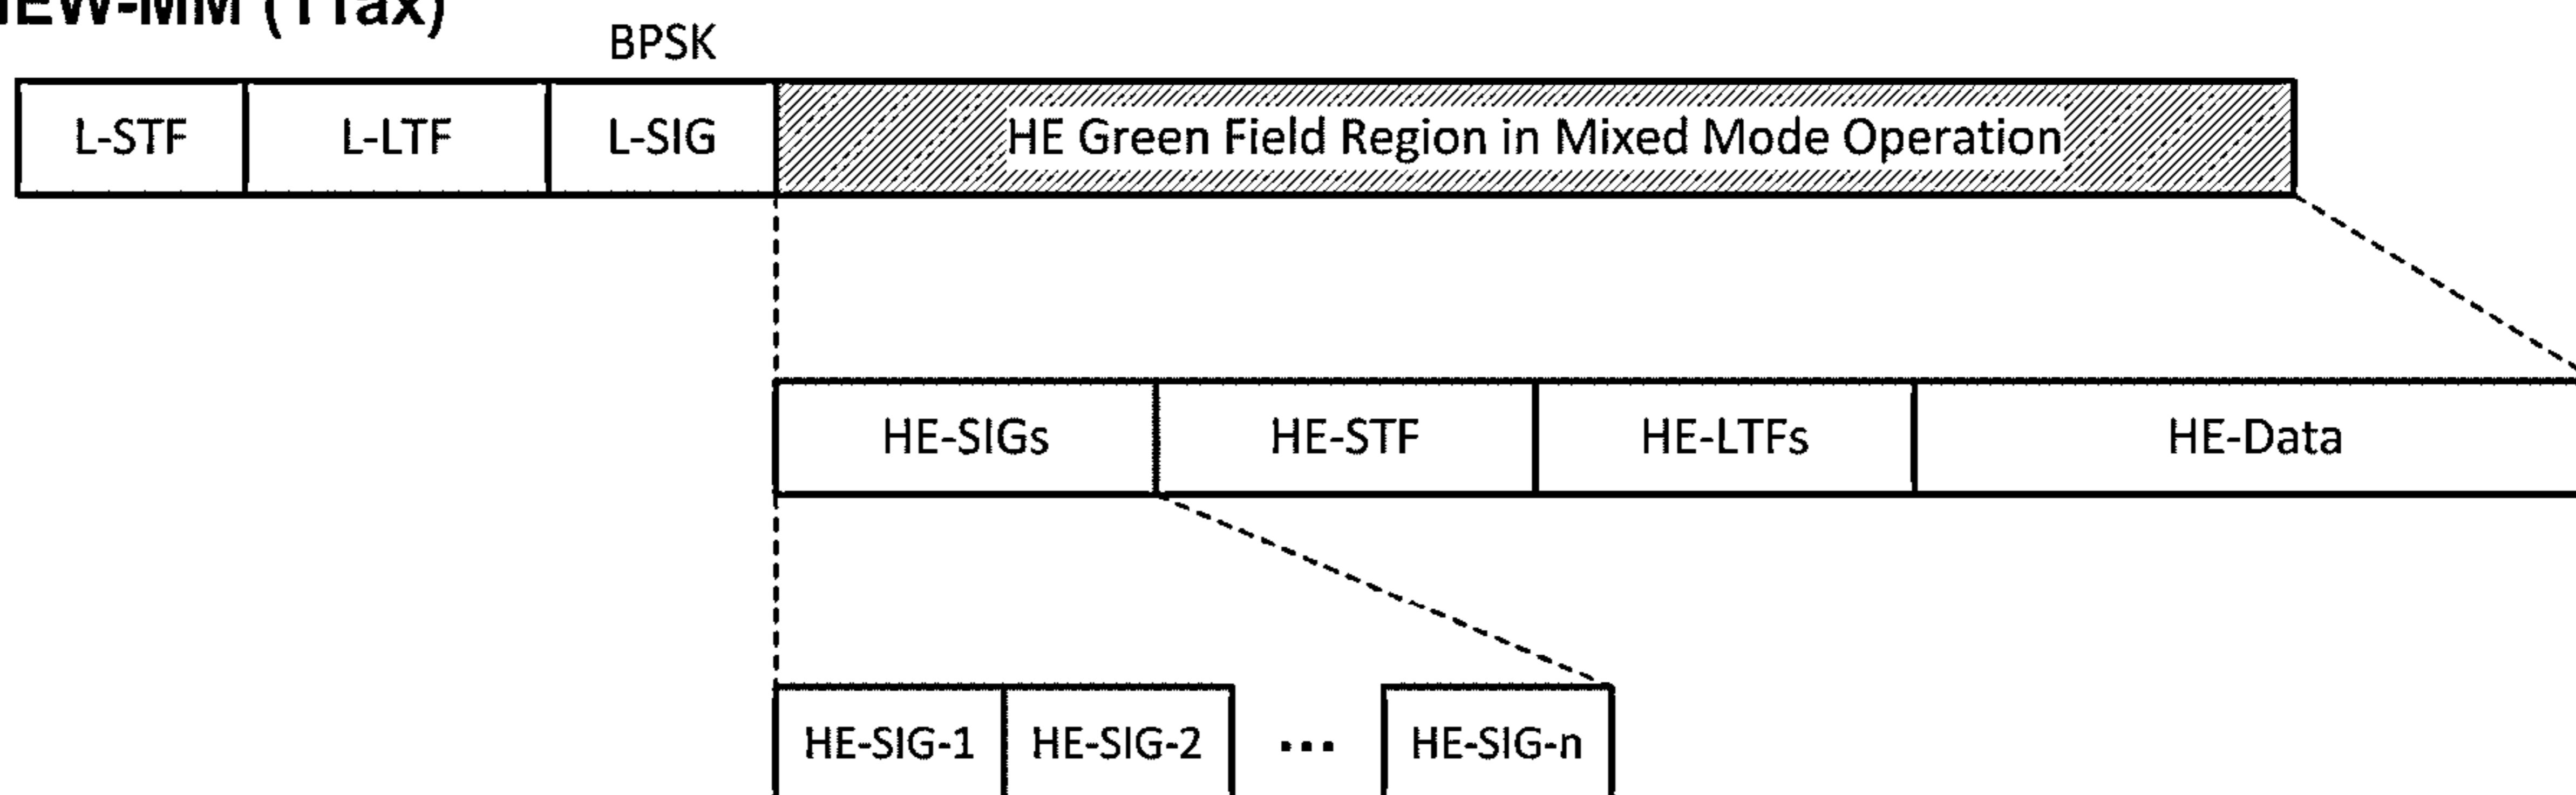 (11ax)
BPSK
L-STF L-LTF L-SIG HE Green Field Region in Mixed Mode Operation
HE-SIGs HE-STF HE-LTFs HE-Data
HE-SIG-1 HE-SIG-2 ... HE-SIG-n